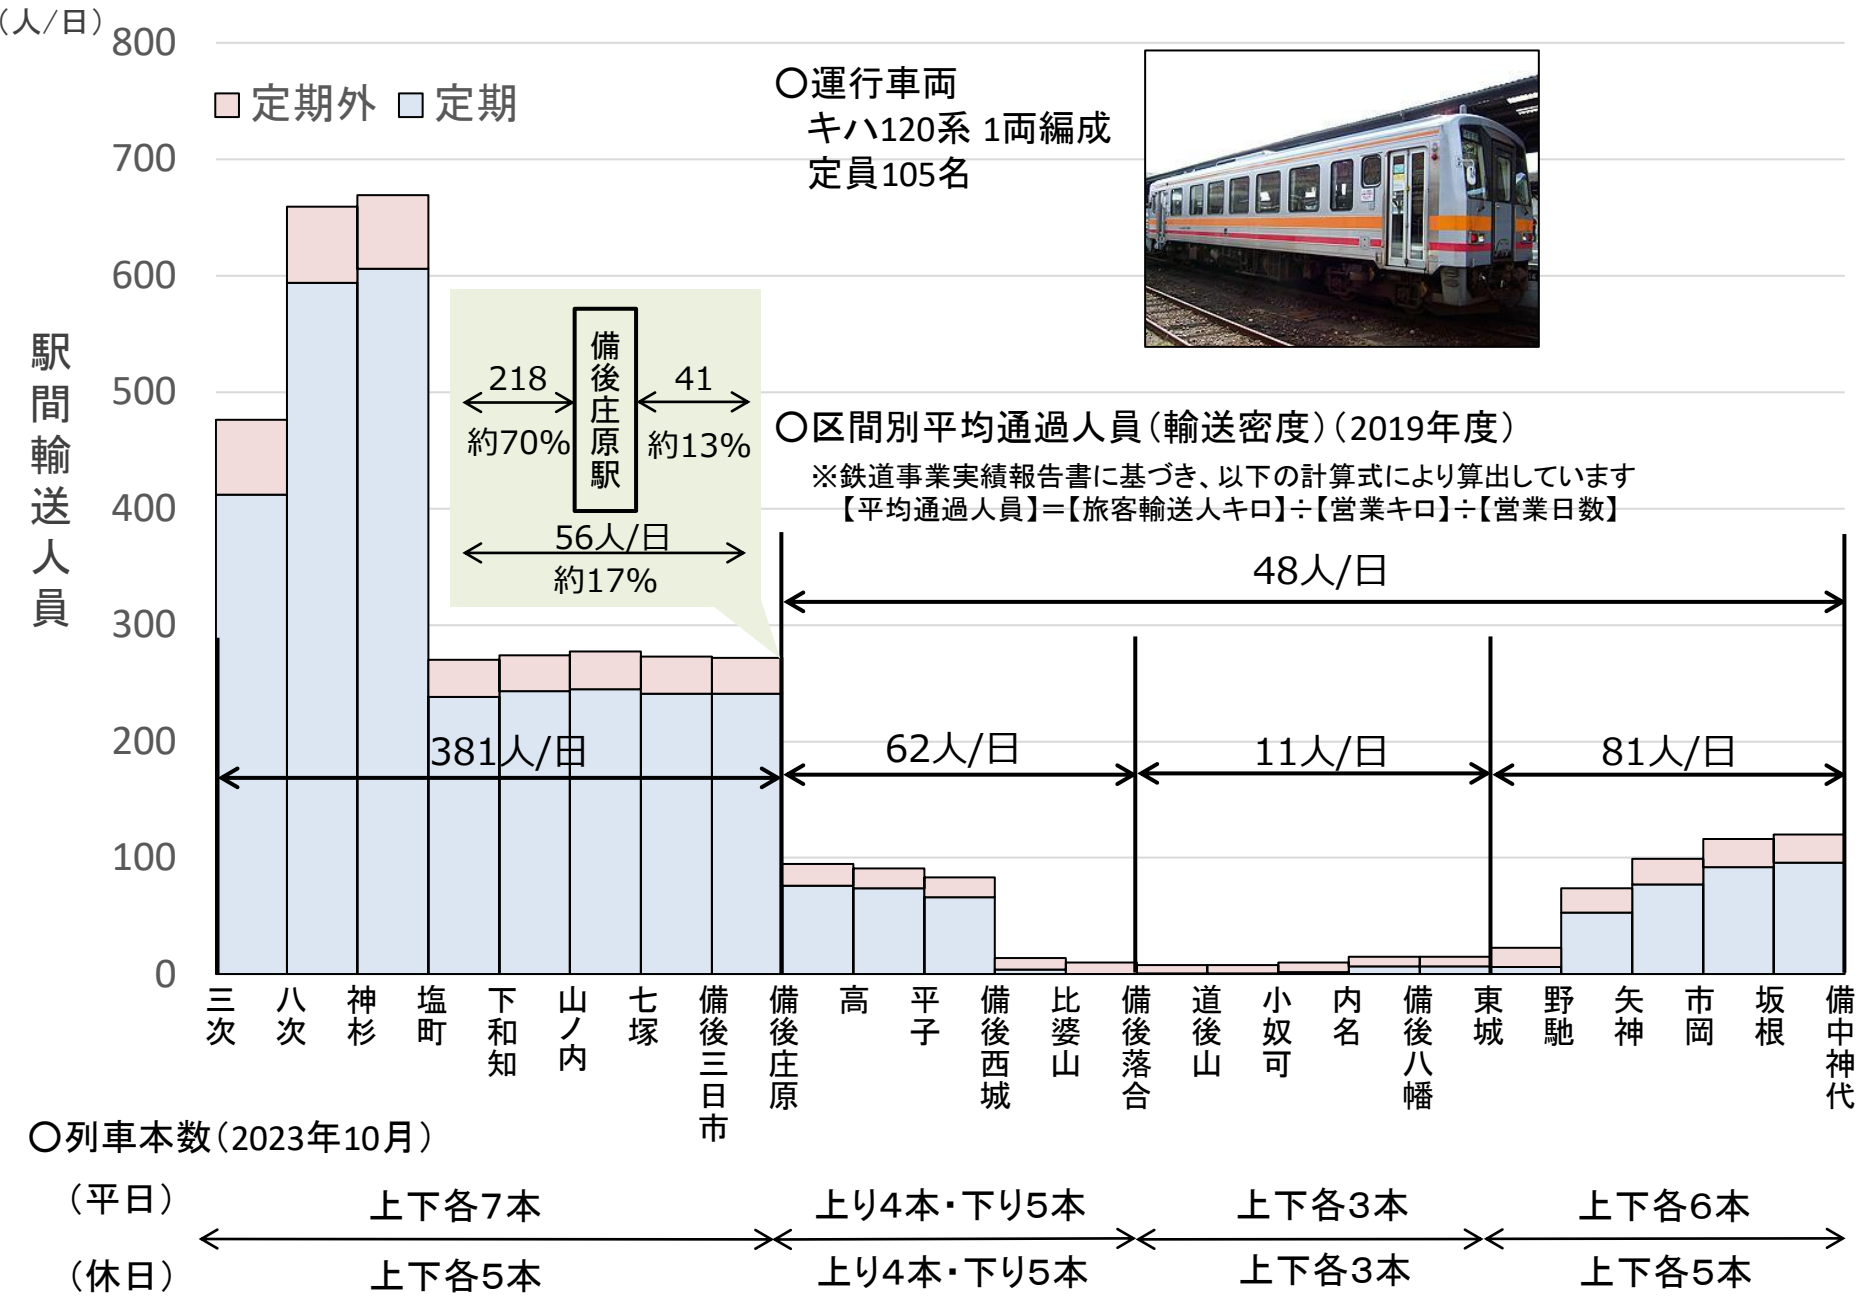 （人/日）
800
700
600
500
400
300
200
100
0
駅間輸送人員
定期外 定期
〇運行車両
キハ120系 1両編成
定員105名
備後庄原駅
218
約70%
41
約13%
56人/日
約17%
〇区間別平均通過人員（輸送密度）（2019年度）
※鉄道事業実績報告書に基づき、以下の計算式により算出しています
【平均通過人員】＝【旅客輸送人キロ】÷【営業キロ】÷【営業日数】
48人/日
381人/日
62人/日
11人/日
81人/日
三次
八次
神杉
塩町
下和知
山ノ内
七塚
備後三日市
備後庄原
高
平子
備後西城
比婆山
備後落合
道後山
小奴可
内名
備後八幡
東城
野馳
矢神
市岡
坂根
備中神代
〇列車本数（2023年10月）
（平日） 上下各7本 上り4本・下り5本 上下各3本 上下各6本
（休日） 上下各5本 上り4本・下り5本 上下各3本 上下各5本